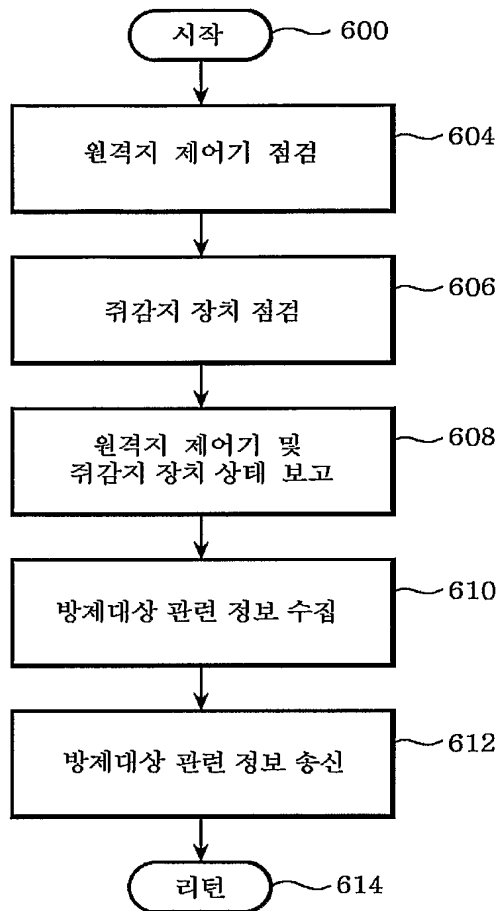 시작
600
원격지 제어기 점검
604
쥐감지 장치 점검
606
원격지 제어기 및
쥐감지 장치 상태 보고
608
방제대상 관련 정보 수집
610
방제대상 관련 정보 송신
612
리턴
614